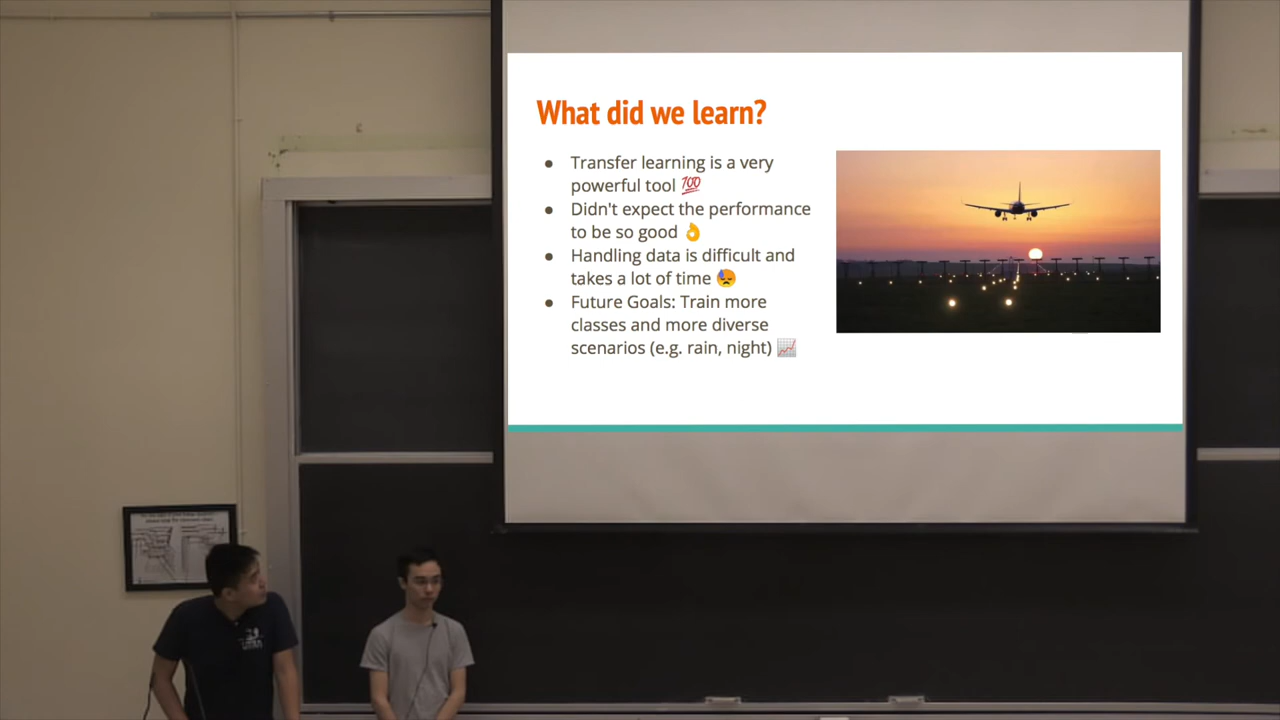 What did we learn?
● Transfer learning is a very
powerful tool 💯
● Didn't expect the performance
to be so good 👌
● Handling data is difficult and
takes a lot of time 😓
● Future Goals: Train more
classes and more diverse
scenarios (e.g. rain, night) 📈